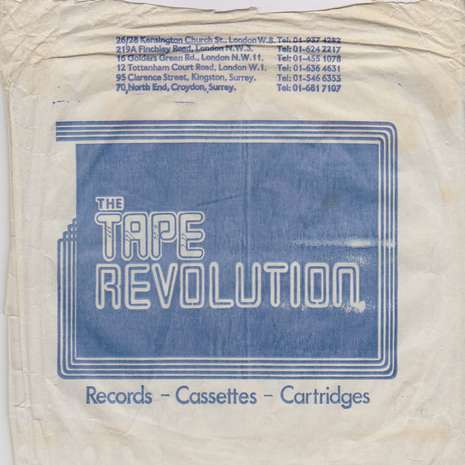 26/28 Kensington Church St., London W.8. Tel: 01-937 4282
219A Finchley Road, London N.W.3. Tel: 01-624 2217
16 Golders Green Rd., London N.W.11. Tel: 01-455 1078
12 Tottenham Court Road, London W.1. Tel: 01-636 4631
95 Clarence Street, Kingston, Surrey. Tel: 01-546 6353
70, North End, Croydon, Surrey. Tel: 01-681 7107
THE
TAPE
REVOLUTION
Records - Cassettes - Cartridges